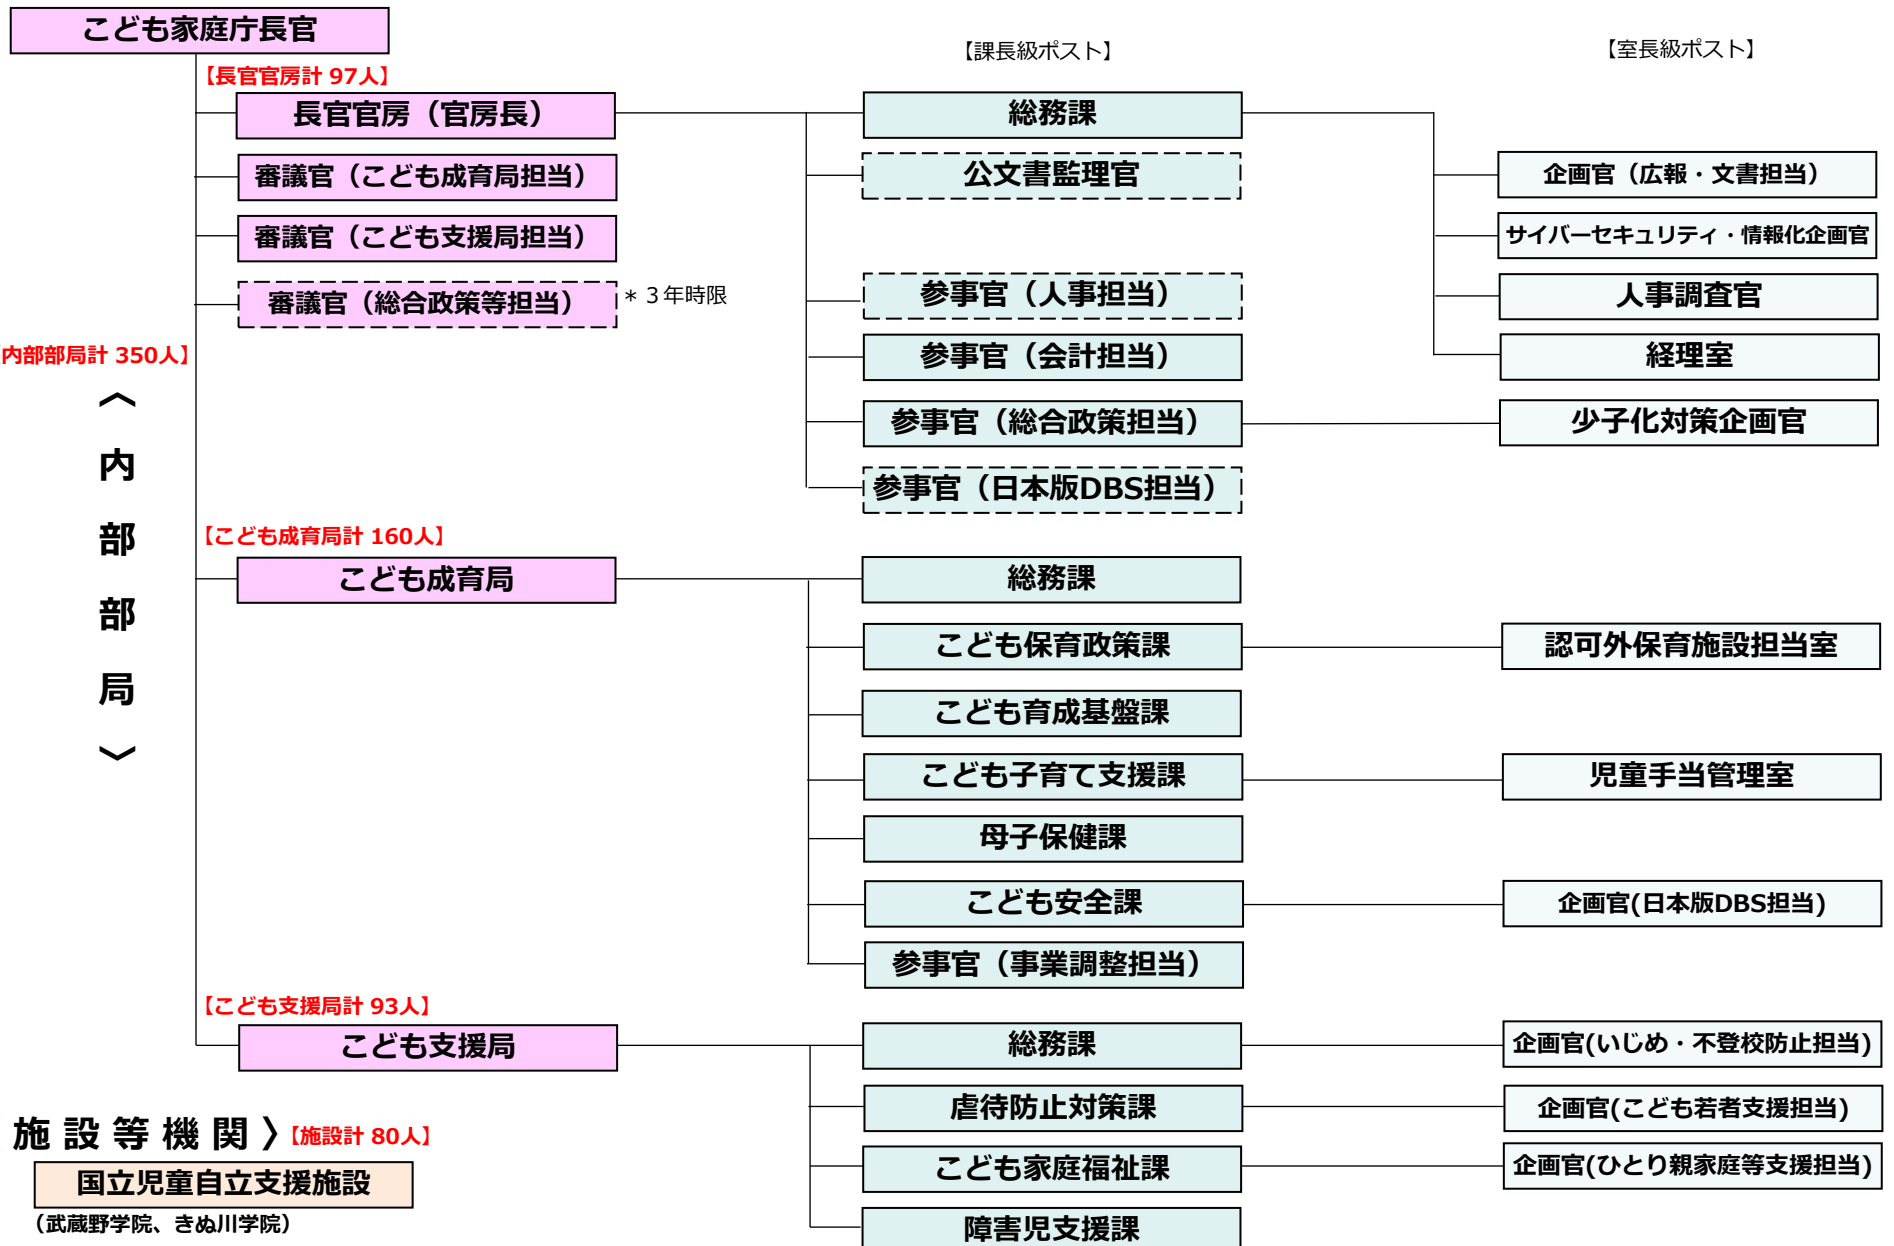 こども家庭庁長官
【課長級ポスト】
【室長級ポスト】
【長官官房計 97人】
長官官房（官房長）
総務課
審議官（こども成育局担当）
公文書監理官
企画官（広報・文書担当）
審議官（こども支援局担当）
サイバーセキュリティ・情報化企画官
審議官（総合政策等担当）
＊３年時限
参事官（人事担当）
人事調査官
内部部局計 350人】
参事官（会計担当）
経理室
〈内部部局〉
参事官（総合政策担当）
少子化対策企画官
参事官（日本版DBS担当）
【こども成育局計 160人】
こども成育局
総務課
こども保育政策課
認可外保育施設担当室
こども育成基盤課
こども子育て支援課
児童手当管理室
母子保健課
こども安全課
企画官(日本版DBS担当)
参事官（事業調整担当）
【こども支援局計 93人】
こども支援局
総務課
企画官(いじめ・不登校防止担当)
虐待防止対策課
企画官(こども若者支援担当)
施設等機関〉【施設計 80人】
こども家庭福祉課
企画官(ひとり親家庭等支援担当)
国立児童自立支援施設
（武蔵野学院、きぬ川学院）
障害児支援課